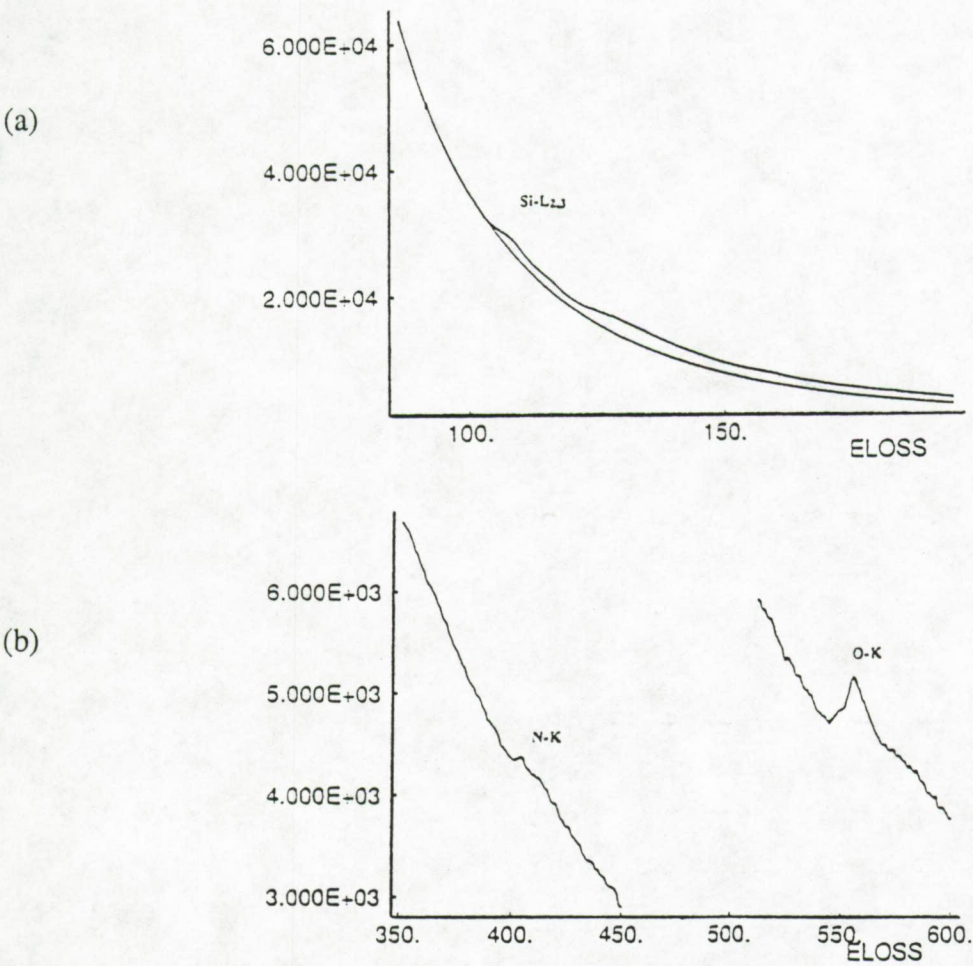 (a)
6.000E+04
4.000E+04
2.000E+04
Si-L2,3
100.
150.
ELOSS
(b)
6.000E+03
5.000E+03
4.000E+03
3.000E+03
N-K
O-K
350.
400.
450.
500.
550.
600.
ELOSS